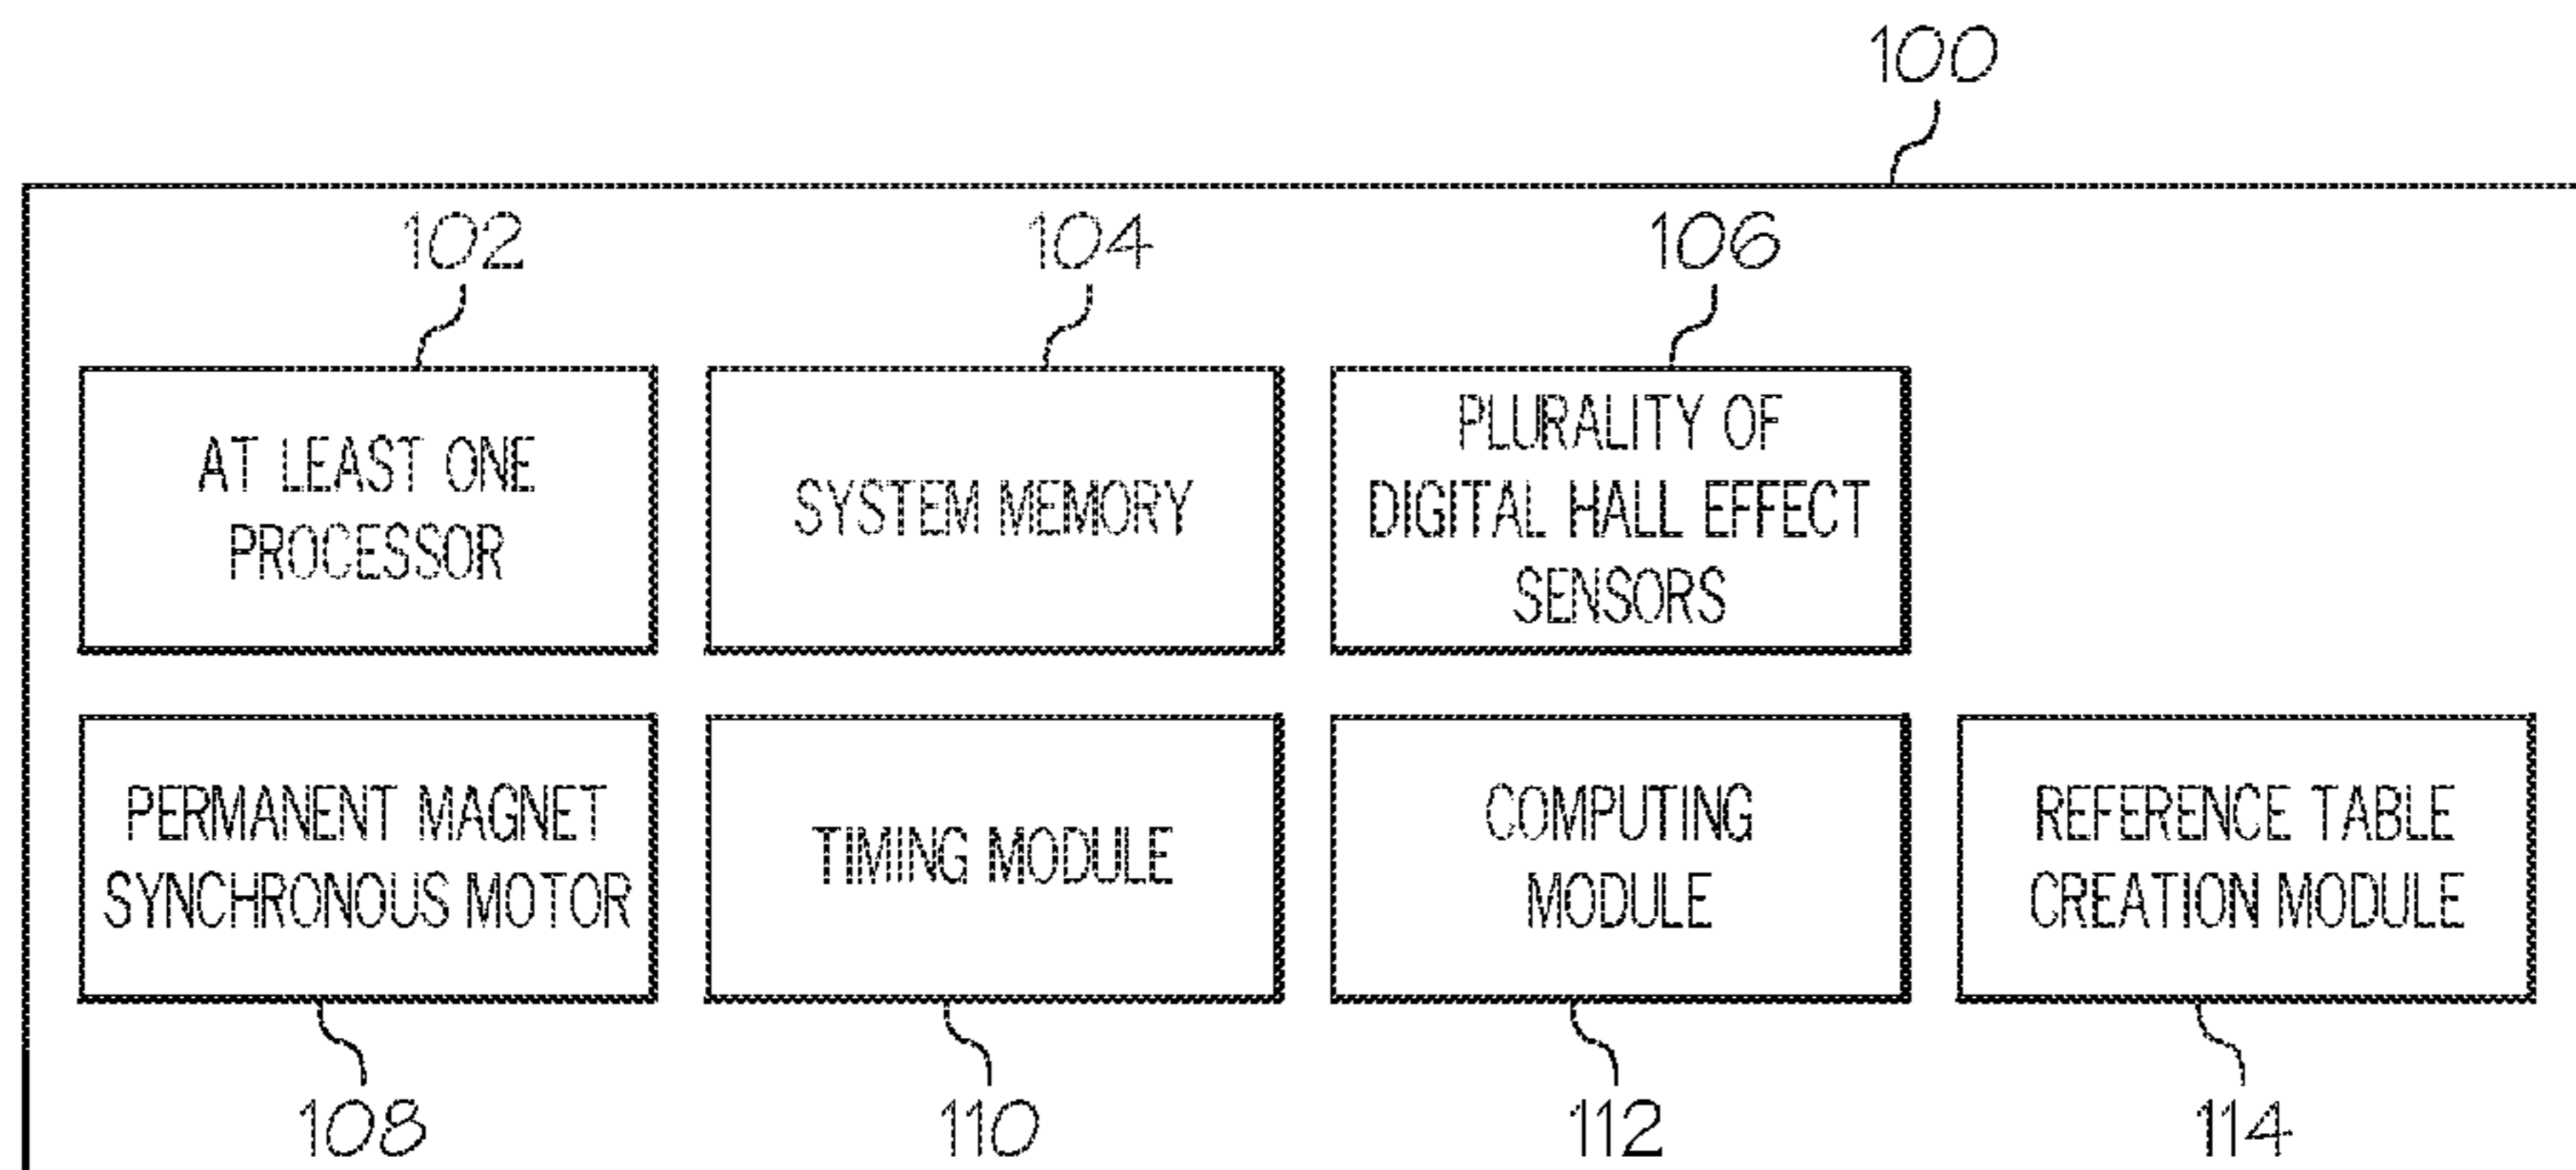 100
102
104
106
AT LEAST ONE
PROCESSOR
SYSTEM MEMORY
PLURALITY OF
DIGITAL HALL EFFECT
SENSORS
PERMANENT MAGNET
SYNCHRONOUS MOTOR
TIMING MODULE
COMPUTING
MODULE
REFERENCE TABLE
CREATION MODULE
108
110
112
114